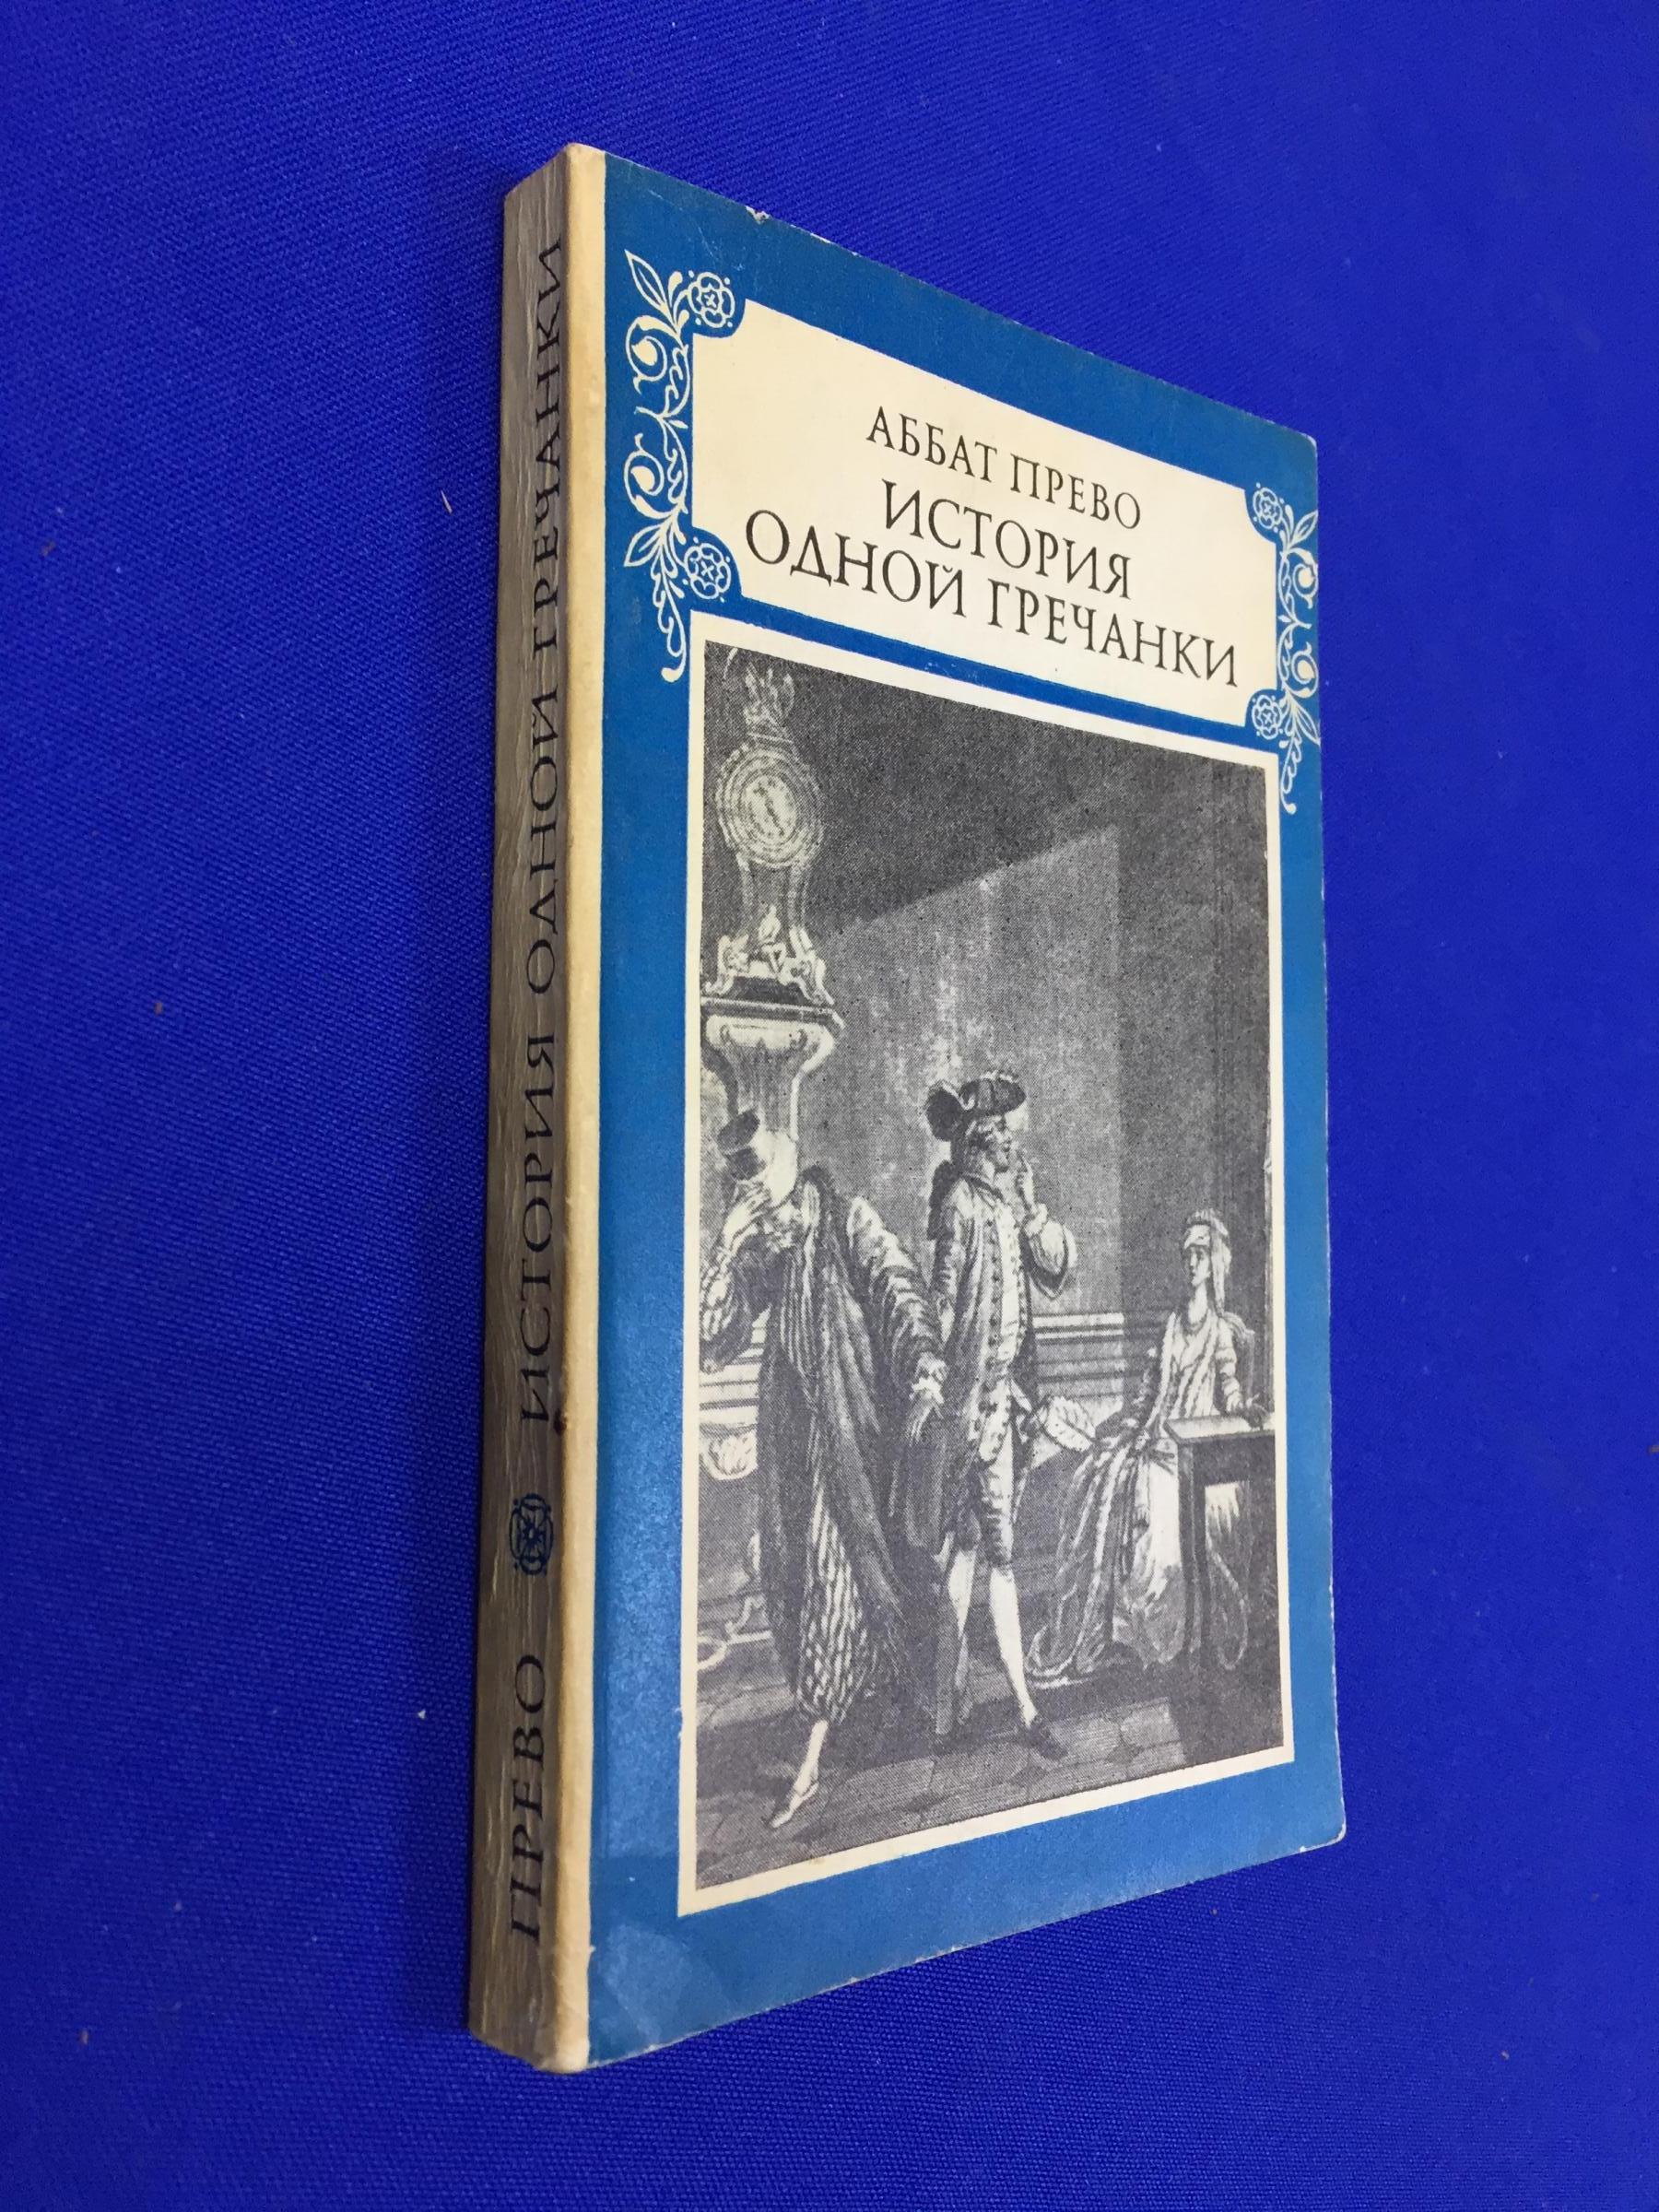 АББАТ ПРЕВО
ИСТОРИЯ
ОДНОЙ ГРЕЧАНКИ
ПРЕВО ИСТОРИЯ ОДНОЙ ГРЕЧАНКИ